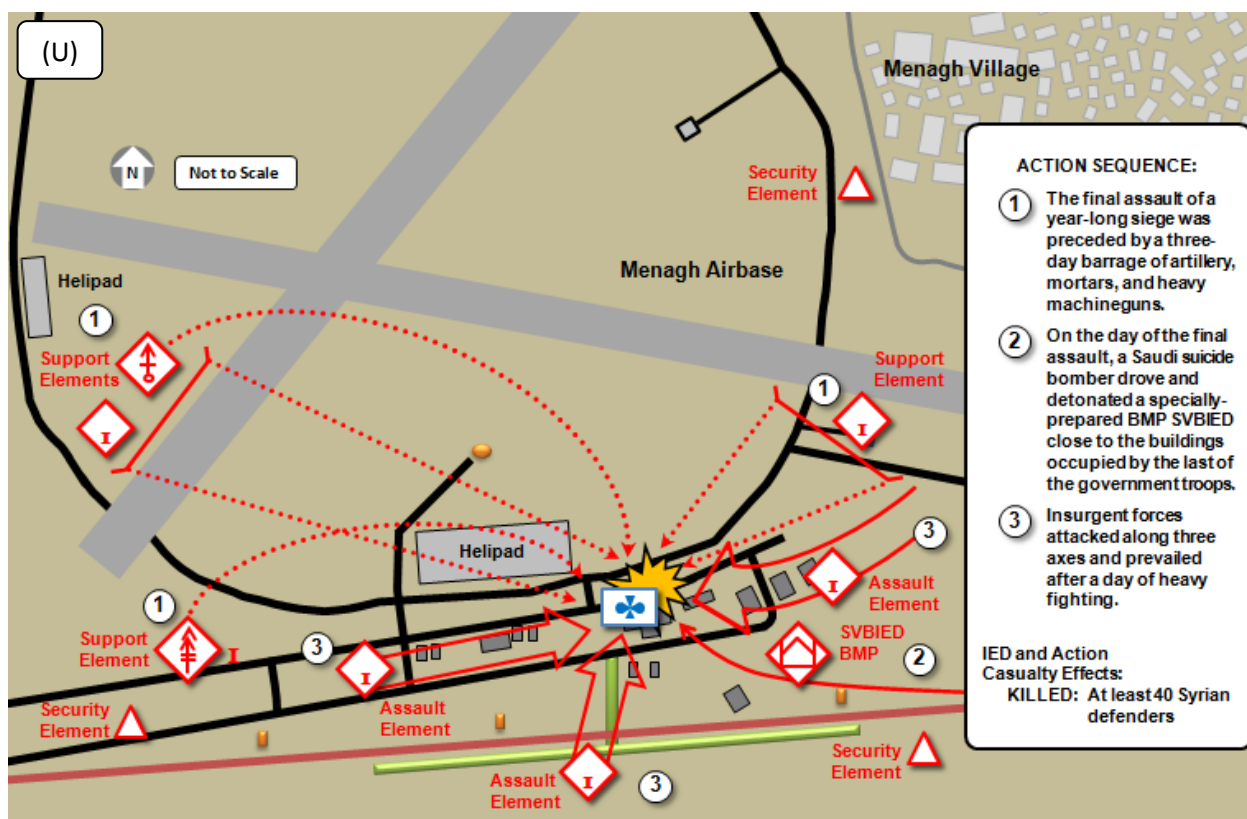 (U)
Menagh Village
N
Not to Scale
Security
Element
Menagh Airbase
Helipad
1
Support
Elements
I
1
Support
Element
I
Helipad
3
Assault
Element
I
1
Support
Element
I
3
Assault
Element
I
SVBIED
BMP
2
Security
Element
Assault
Element
I
3
Security
Element
ACTION SEQUENCE:
1
The final assault of a
year-long siege was
preceded by a three-
day barrage of artillery,
mortars, and heavy
machineguns.
2
On the day of the final
assault, a Saudi suicide
bomber drove and
detonated a specially-
prepared BMP SVBIED
close to the buildings
occupied by the last of
the government troops.
3
Insurgent forces
attacked along three
axes and prevailed
after a day of heavy
fighting.
IED and Action
Casualty Effects:
KILLED: At least 40 Syrian
defenders